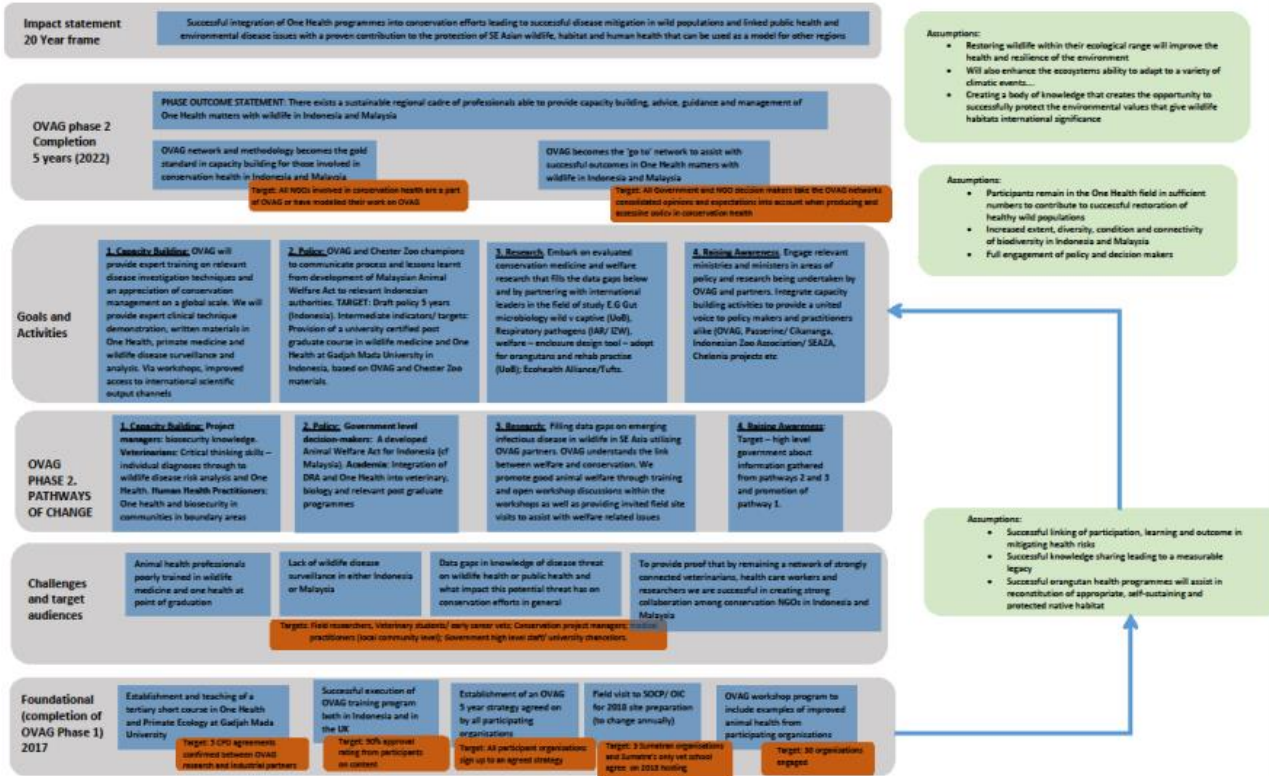 Impact statement
20 Year frame
Successful integration of One Health programmes into conservation efforts leading to successful disease mitigation in wild populations and linked public health and
environmental disease issues with a proven contribution to the protection of SE Asian wildlife, habitat and human health that can be used as a model for other regions
OVAG phase 2
Completion
5 years (2022)
PHASE OUTCOME STATEMENT: There exists a sustainable regional cadre of professionals able to provide capacity building, advice, guidance and management of
One Health matters with wildlife in Indonesia and Malaysia
OVAG network and methodology becomes the gold
standard in capacity building for those involved in
conservation health in Indonesia and Malaysia
Target: All NGOs involved in conservation health are a part
of OVAG or have modelled their work on OVAG
OVAG becomes the 'go to' network to assist with
successful outcomes in One Health matters with
wildlife in Indonesia and Malaysia
Target: All Government and NGO decision makers take the OVAG networks
consolidated opinions and expectations into account when producing and
accessing policy in conservation health
Goals and
Activities
1. Capacity Building: OVAG will
provide expert training on relevant
disease investigation techniques and
an appreciation of conservation
management on a global scale. We will
provide expert clinical technique
demonstration, written materials in
One Health, primate medicine and
wildlife disease surveillance and
analysis. Via workshops, improved
access to international scientific
output channels
2. Policy: OVAG and Chester Zoo champions
to communicate process and lessons learnt
from development of Malaysian Animal
Welfare Act to relevant Indonesian
authorities. TARGET: Draft policy 5 years
(Indonesia). Intermediate indicators/ targets:
Provision of a university certified post
graduate course in wildlife medicine and One
Health at Gadjah Mada University in
Indonesia, based on OVAG and Chester Zoo
materials.
3. Research. Embark on evaluated
conservation medicine and welfare
research that fills the data gaps below
and by partnering with international
leaders in the field of study E.G Gut
microbiology wild v captive (UoB),
Respiratory pathogens (IAR/ IZW),
welfare – enclosure design tool – adapt
for orangutans and rehab practise
(UoB); Ecohealth Alliance/Tufts.
4. Raising Awareness. Engage relevant
ministries and ministers in areas of
policy and research being undertaken by
OVAG and partners. Integrate capacity
building activities to provide a united
voice to policy makers and practitioners
alike (OVAG, Passerine/ Cikananga,
Indonesian Zoo Association/ SEAZA,
Chelonia projects etc
OVAG
PHASE 2.
PATHWAYS
OF CHANGE
1. Capacity Building: Project
managers: biosecurity knowledge.
Veterinarians: Critical thinking skills –
individual diagnoses through to
wildlife disease risk analysis and One
Health. Human Health Practitioners:
One health and biosecurity in
communities in boundary areas
2. Policy: Government level
decision-makers: A developed
Animal Welfare Act for Indonesia (cf
Malaysia). Academia: Integration of
DRA and One Health into veterinary,
biology and relevant post graduate
programmes
3. Research: Filling data gaps on emerging
infectious disease in wildlife in SE Asia utilising
OVAG partners. OVAG understands the link
between welfare and conservation. We
promote good animal welfare through training
and open workshop discussions within the
workshops as well as providing invited field site
visits to assist with welfare related issues
4. Raising Awareness:
Target – high level
government about
information gathered
from pathways 2 and 3
and promotion of
pathway 1.
Challenges
and target
audiences
Animal health professionals
poorly trained in wildlife
medicine and one health at
point of graduation
Lack of wildlife disease
surveillance in either Indonesia
or Malaysia
Data gaps in knowledge of disease threat
on wildlife health or public health and
what impact this potential threat has on
conservation efforts in general
To provide proof that by remaining a network of strongly
connected veterinarians, health care workers and
researchers we are successful in creating strong
collaboration among conservation NGOs in Indonesia and
Malaysia
Targets: Field researchers, Veterinary students/ early career vets; Conservation project managers; medical
practitioners (local community level); Government high level staff/ university chancellors.
Foundational
(completion of
OVAG Phase 1)
2017
Establishment and teaching of a
tertiary short course in One Health
and Primate Ecology at Gadjah Mada
University
Target: 3 CPD agreements
confirmed between OVAG
research and industrial partners
Successful execution of
OVAG training program
both in Indonesia and in
the UK
Target: 90% approval
rating from participants
on content
Establishment of an OVAG
5 year strategy agreed on
by all participating
organisations
Target: All participant organisations
sign up to an agreed strategy
Field visit to SOCP/ OIC
for 2018 site preparation
(to change annually)
Target: 3 Sumatran organisations
and Sumatra's only vet school
agree on 2018 hosting
OVAG workshop program to
include examples of improved
animal health from
participating organisations
Target: 30 organisations
engaged
Assumptions:
• Restoring wildlife within their ecological range will improve the
health and resilience of the environment
• Will also enhance the ecosystems ability to adapt to a variety of
climatic events....
• Creating a body of knowledge that creates the opportunity to
successfully protect the environmental values that give wildlife
habitats international significance
Assumptions:
• Participants remain in the One Health field in sufficient
numbers to contribute to successful restoration of
healthy wild populations
• Increased extent, diversity, condition and connectivity
of biodiversity in Indonesia and Malaysia
• Full engagement of policy and decision makers
Assumptions:
• Successful linking of participation, learning and outcome in
mitigating health risks
• Successful knowledge sharing leading to a measurable
legacy
• Successful orangutan health programmes will assist in
reconstitution of appropriate, self-sustaining and
protected native habitat